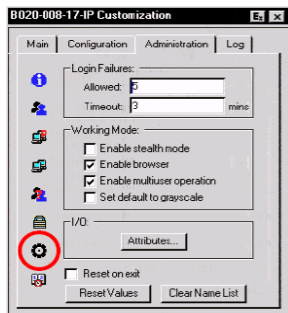 B020-008-17-IP Customization
Main Configuration Administration Log
Login Failures:
Allowed: 5
Timeout: 3 mins
Working Mode:
Enable stealth mode
Enable browser
Enable multiuser operation
Set default to grayscale
I/O:
Attributes...
Reset on exit
Reset Values Clear Name List